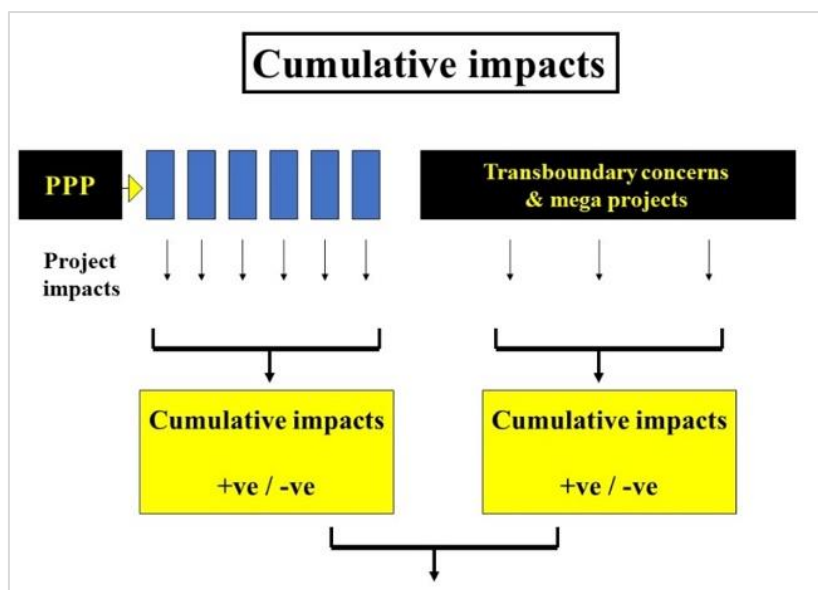 Cumulative impacts
PPP
Transboundary concerns
& mega projects
Project
impacts
Cumulative impacts
+ve / -ve
Cumulative impacts
+ve / -ve